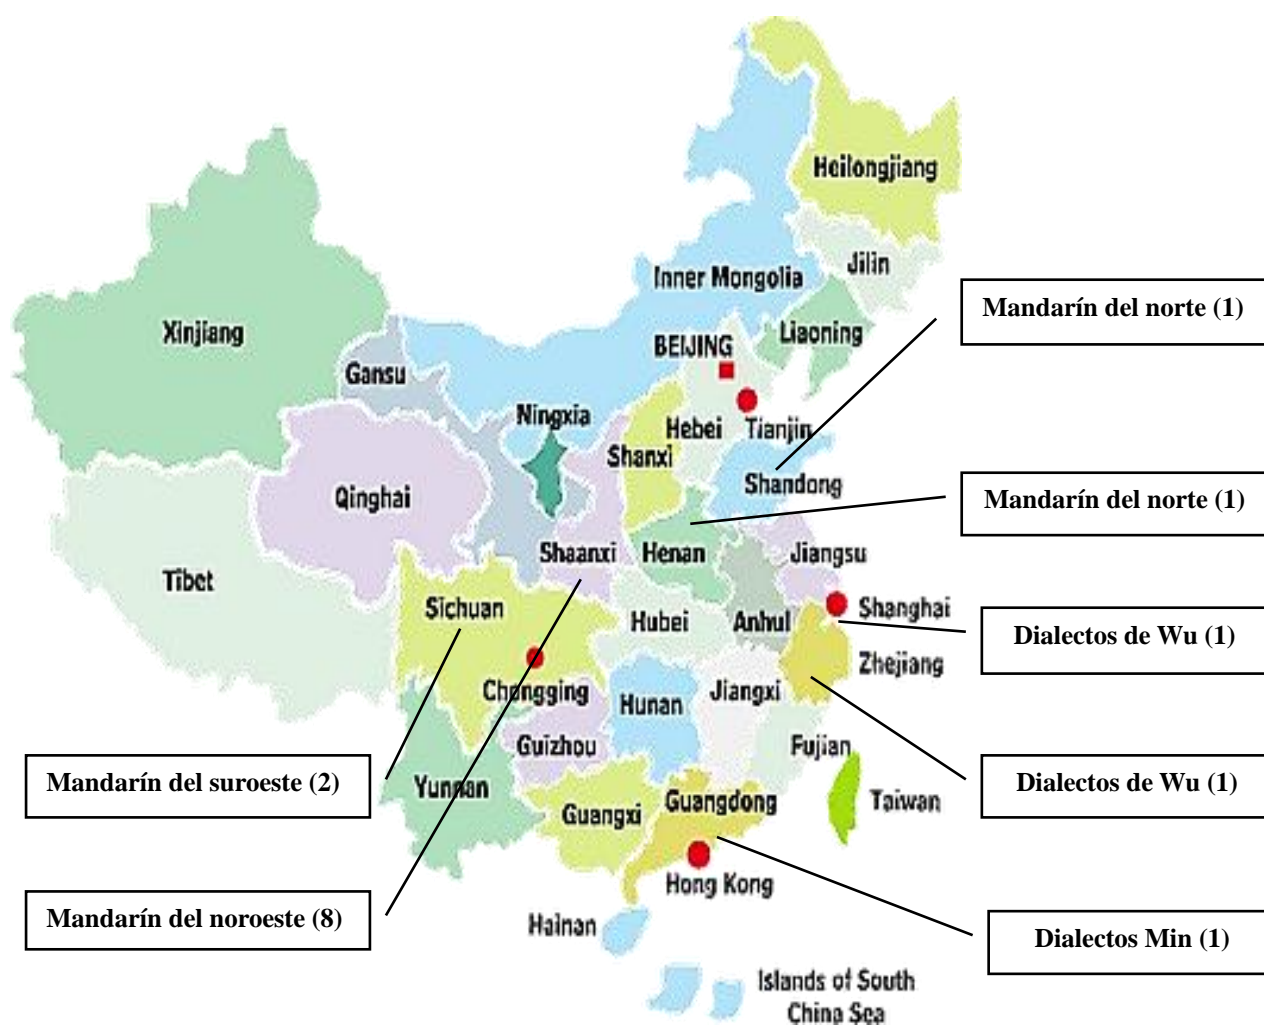 Heilongjiang
Jilin
Inner Mongolia
Mandarín del norte (1)
Xinjiang
Liaoning
BEIJING
Gansu
Ningxia
Hebei
Tianjin
Shanxi
Shandong
Qinghai
Mandarín del norte (1)
Shaanxi
Henan
Jiangsu
Tibet
Sichuan
Hubei
Anhul
Shanghai
Dialectos de Wu (1)
Zhejiang
Chongging
Hunan
Jiangxi
Guizhou
Fujian
Mandarín del suroeste (2)
Yunnan
Dialectos de Wu (1)
Guangxi
Guangdong
Taiwan
Hong Kong
Mandarín del noroeste (8)
Hainan
Dialectos Min (1)
Islands of South
China Sea